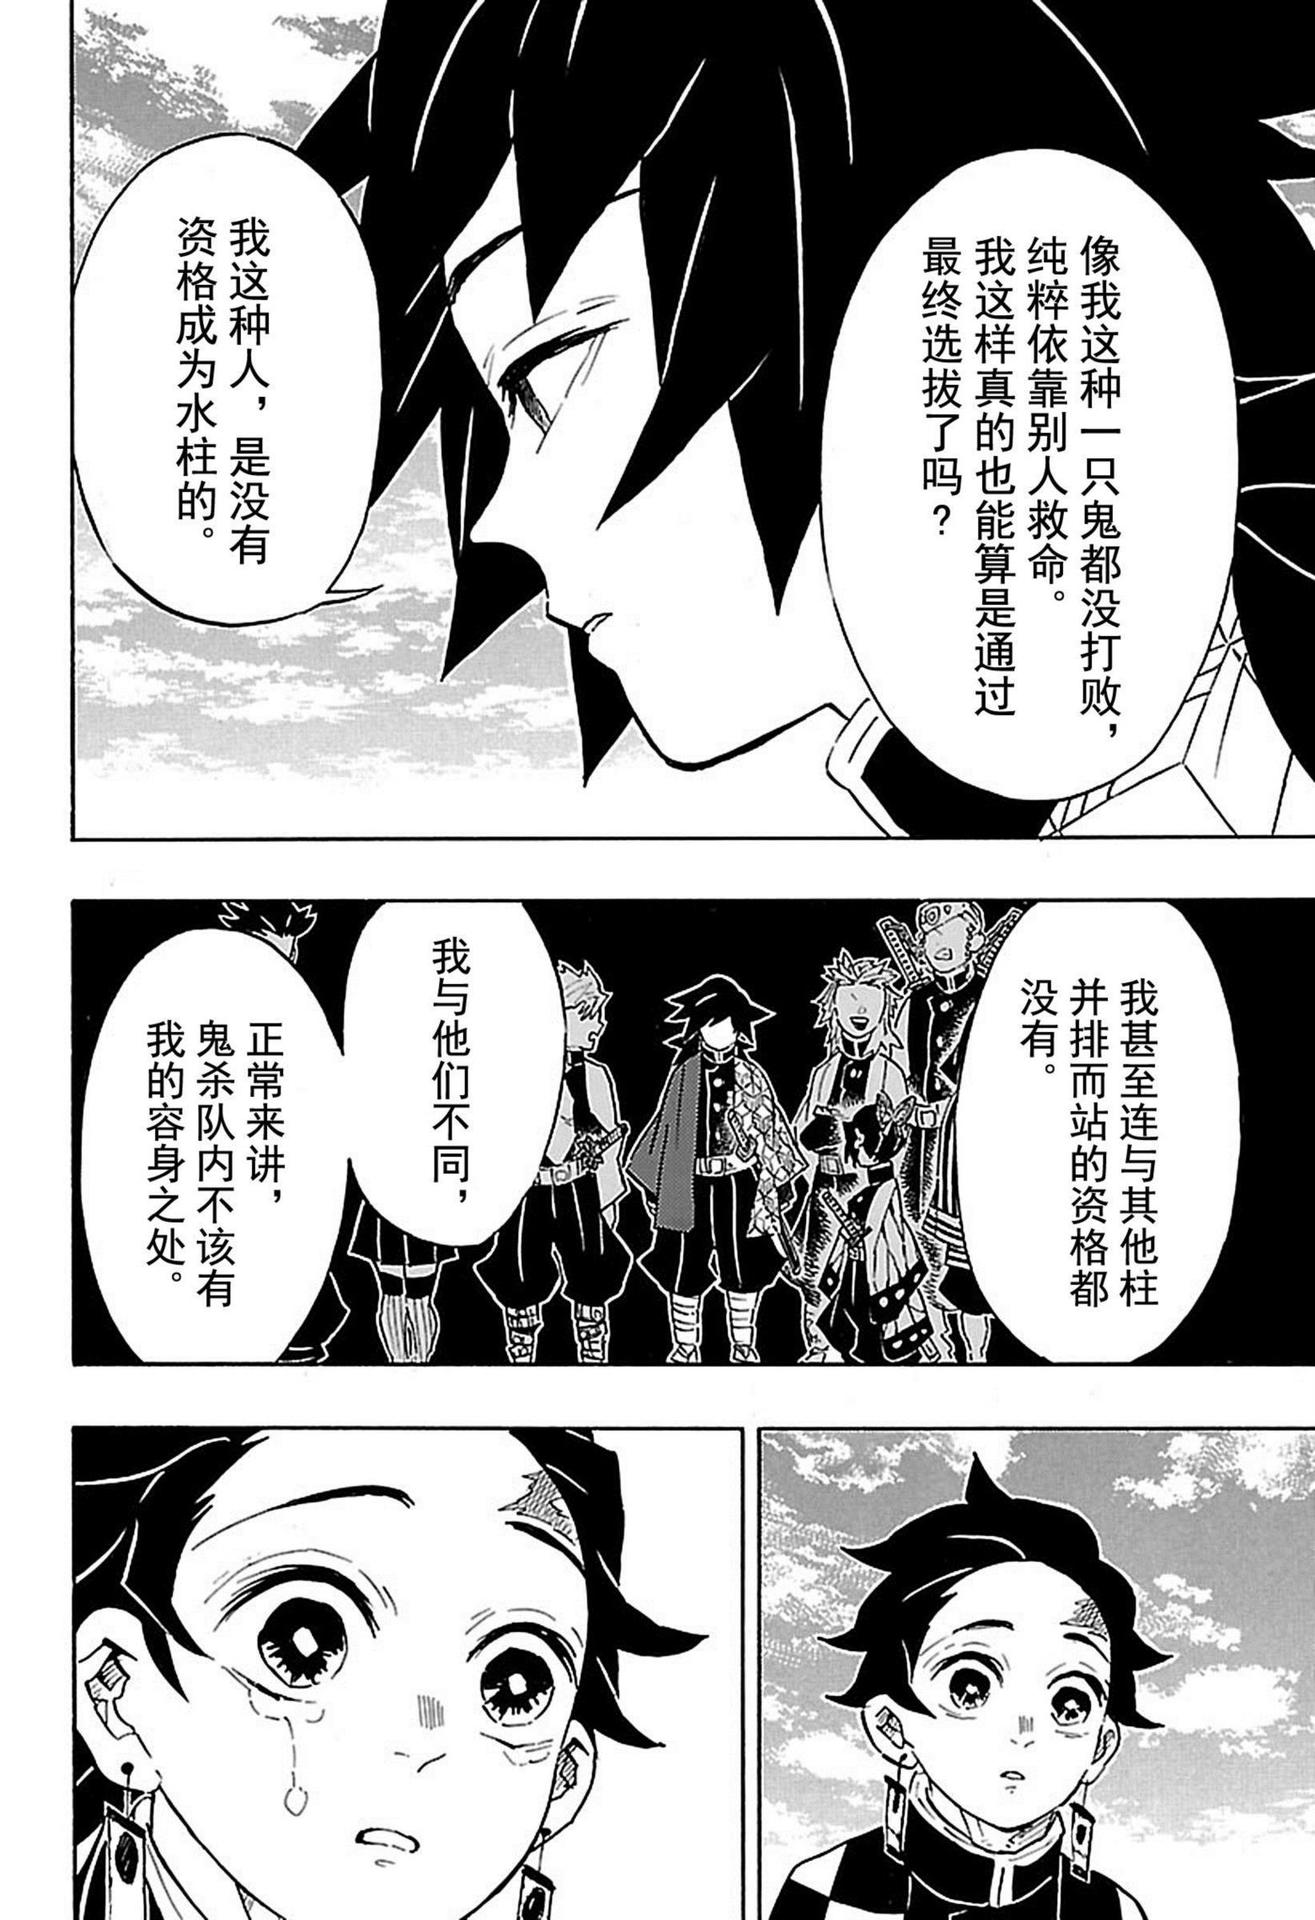 像我这种一只鬼都没打败，
纯粹依靠别人救命。
我这样真的也能算是通过
最终选拔了吗？
我这种人，是没有
资格成为水柱的。
我甚至连与其他柱
并排而站的资格都
没有。
我与他们不同，
正常来讲，
鬼杀队内不该有
我的容身之处。